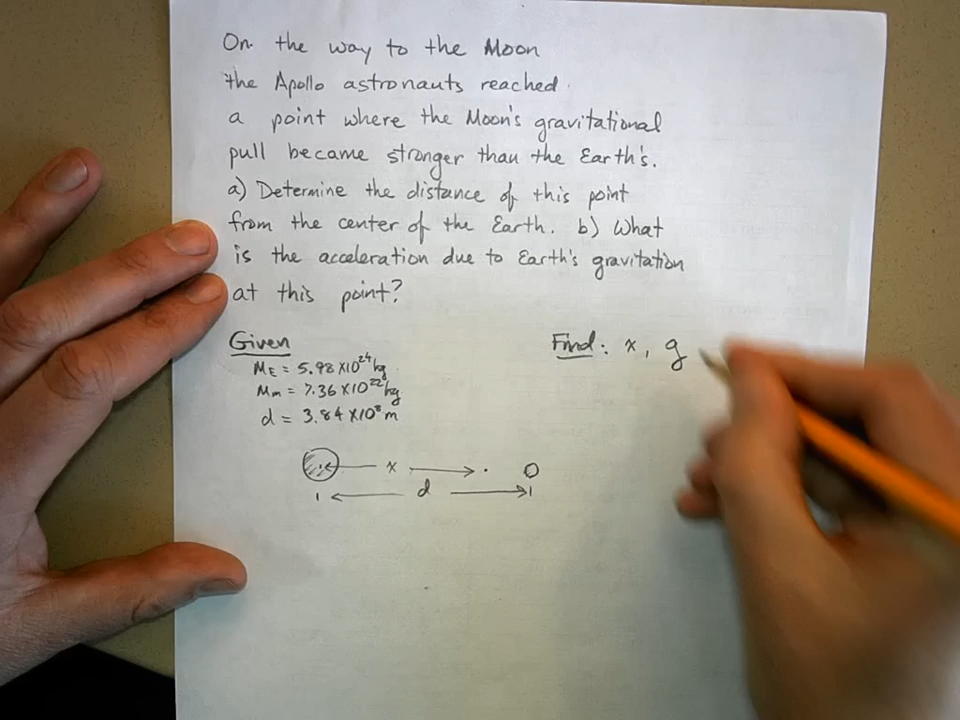 On the way to the Moon
the Apollo astronauts reached
a point where the Moon's gravitational
pull became stronger than the Earth's.
a) Determine the distance of this point
from the center of the Earth. b) What
is the acceleration due to Earth's gravitation
at this point?
Given
Find: x, g
M_E = 5.98 X10^24 kg
M_m = 7.36 X10^22 kg
d = 3.84 X10^8 m
x
d